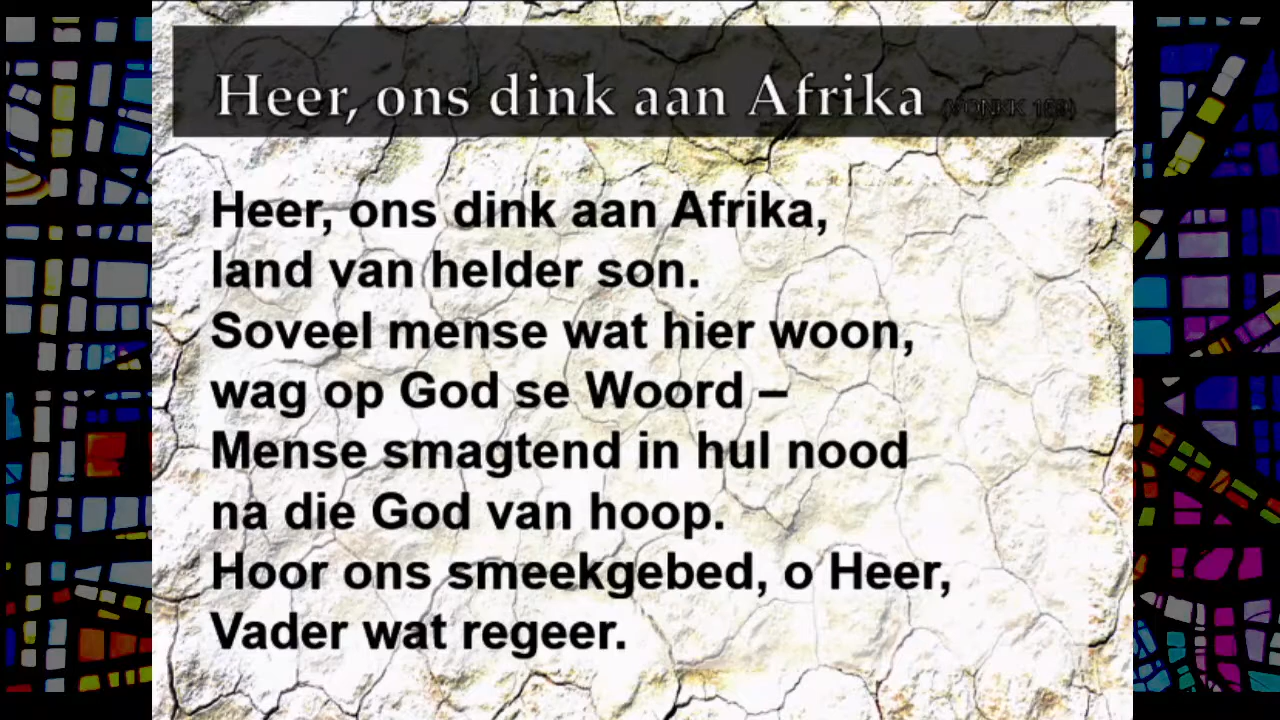 Heer, ons dink aan Afrika
Heer, ons dink aan Afrika,
land van helder son.
Soveel mense wat hier woon,
wag op God se Woord –
Mense smagtend in hul nood
na die God van hoop.
Hoor ons smeekgebed, o Heer,
Vader wat regeer.